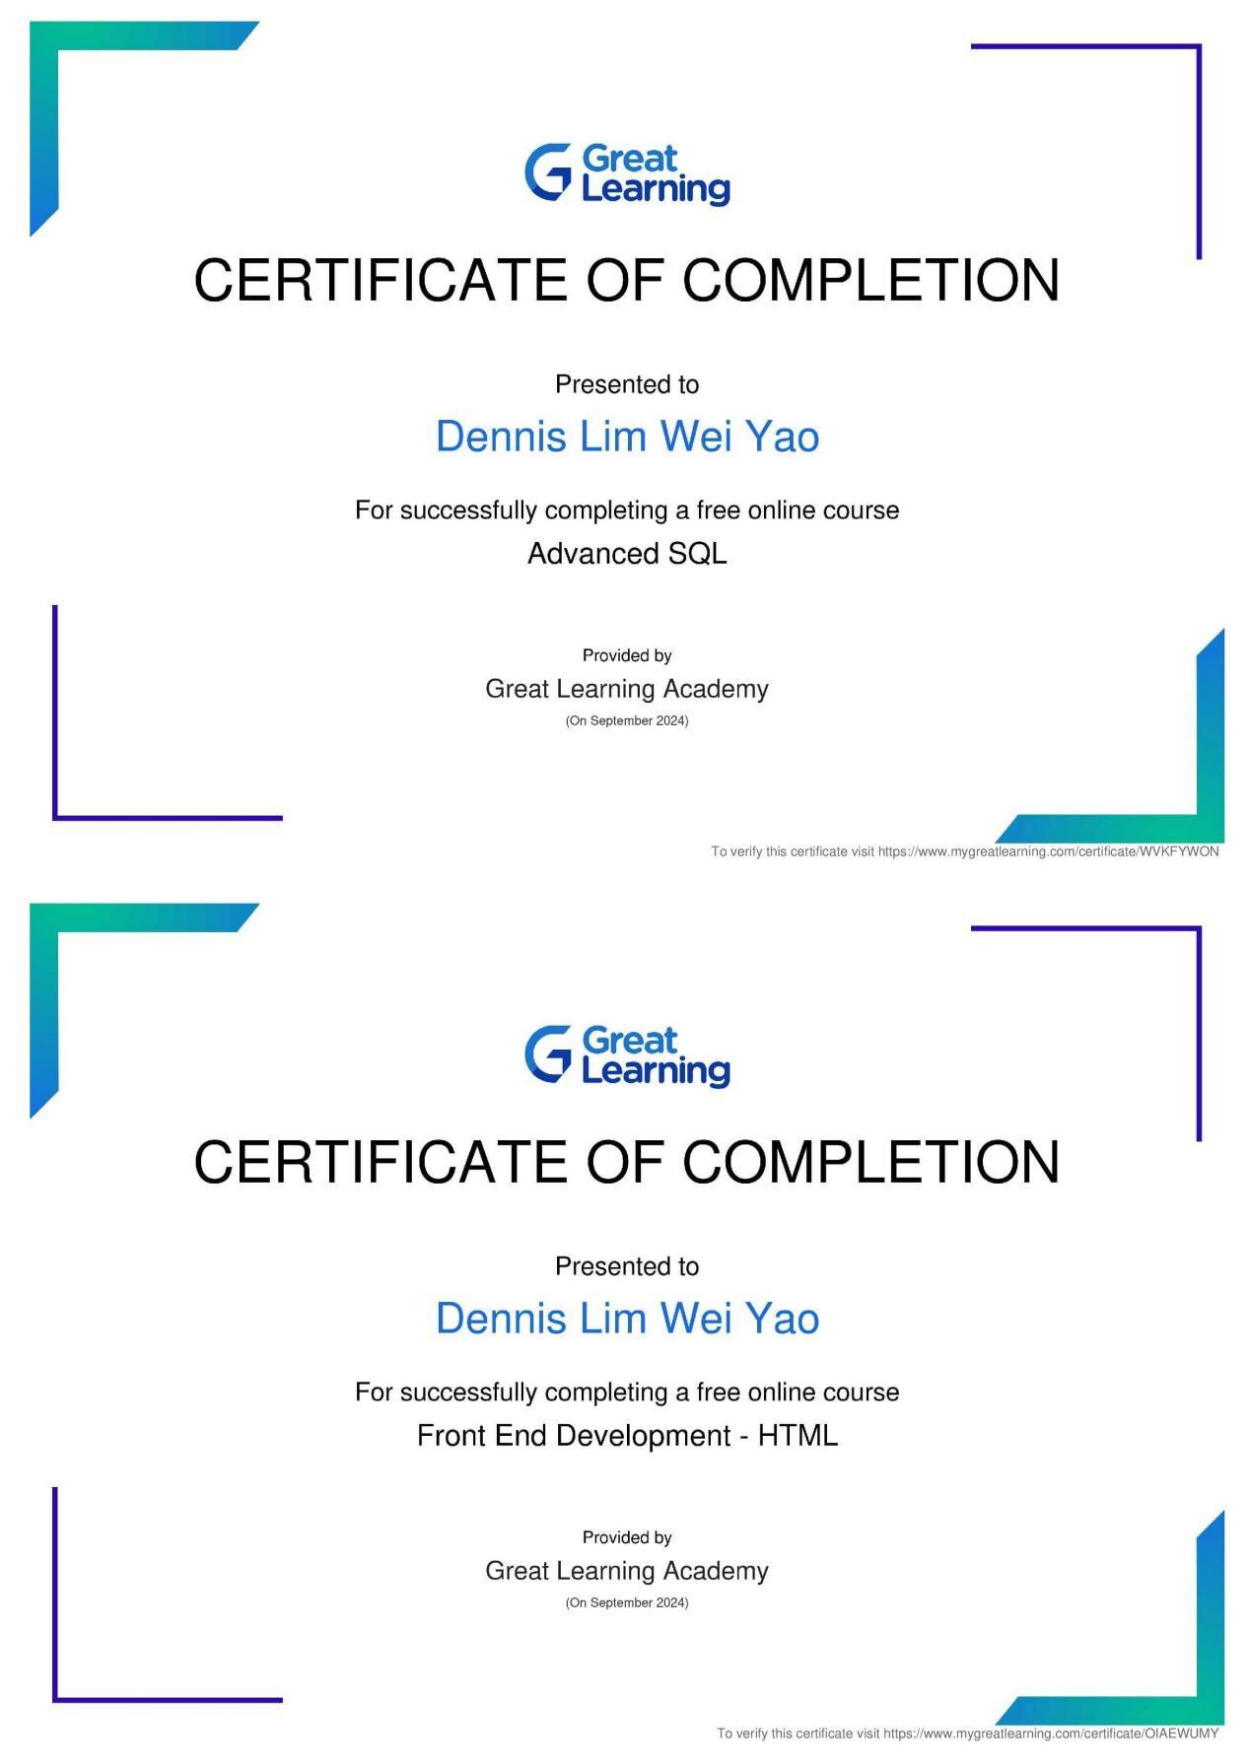 Great
Learning
CERTIFICATE OF COMPLETION
Presented to
Dennis Lim Wei Yao
For successfully completing a free online course
Advanced SQL
Provided by
Great Learning Academy
(On September 2024)
To verify this certificate visit https://www.mygreatlearning.com/certificate/WVKFYWON
Great
Learning
CERTIFICATE OF COMPLETION
Presented to
Dennis Lim Wei Yao
For successfully completing a free online course
Front End Development - HTML
Provided by
Great Learning Academy
(On September 2024)
To verify this certificate visit https://www.mygreatlearning.com/certificate/OIAEWUMY